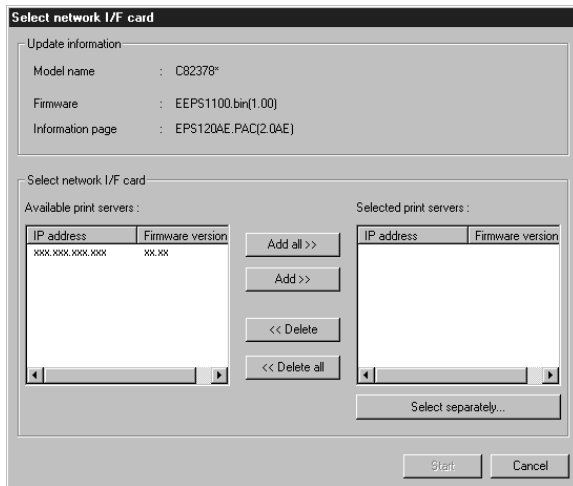 Select network I/F card
Update information
Model name : C82378*
Firmware : EEPS1100.bin(1.00)
Information page : EPS120AE.PAC(2.0AE)
Select network I/F card
Available print servers :
IP address Firmware version
xxx.xxx.xxx.xxx xx.xx
Add all >>
Add >>
<< Delete
<< Delete all
Selected print servers :
IP address Firmware version
Select separately...
Start Cancel